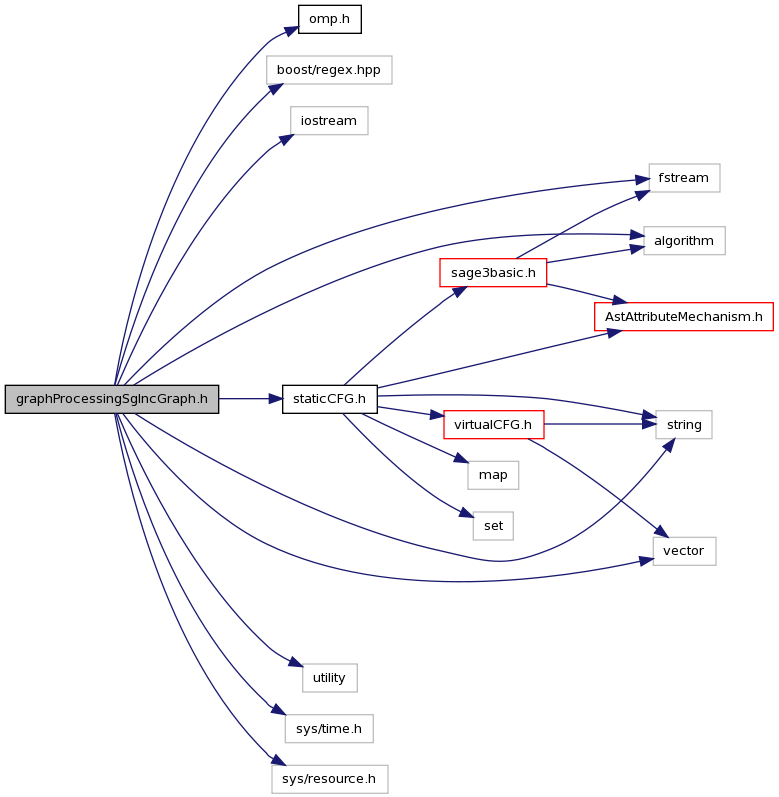 omp.h
boost/regex.hpp
iostream
fstream
algorithm
sage3basic.h
AstAttributeMechanism.h
graphProcessingSgIncGraph.h
staticCFG.h
virtualCFG.h
string
map
set
vector
utility
sys/time.h
sys/resource.h